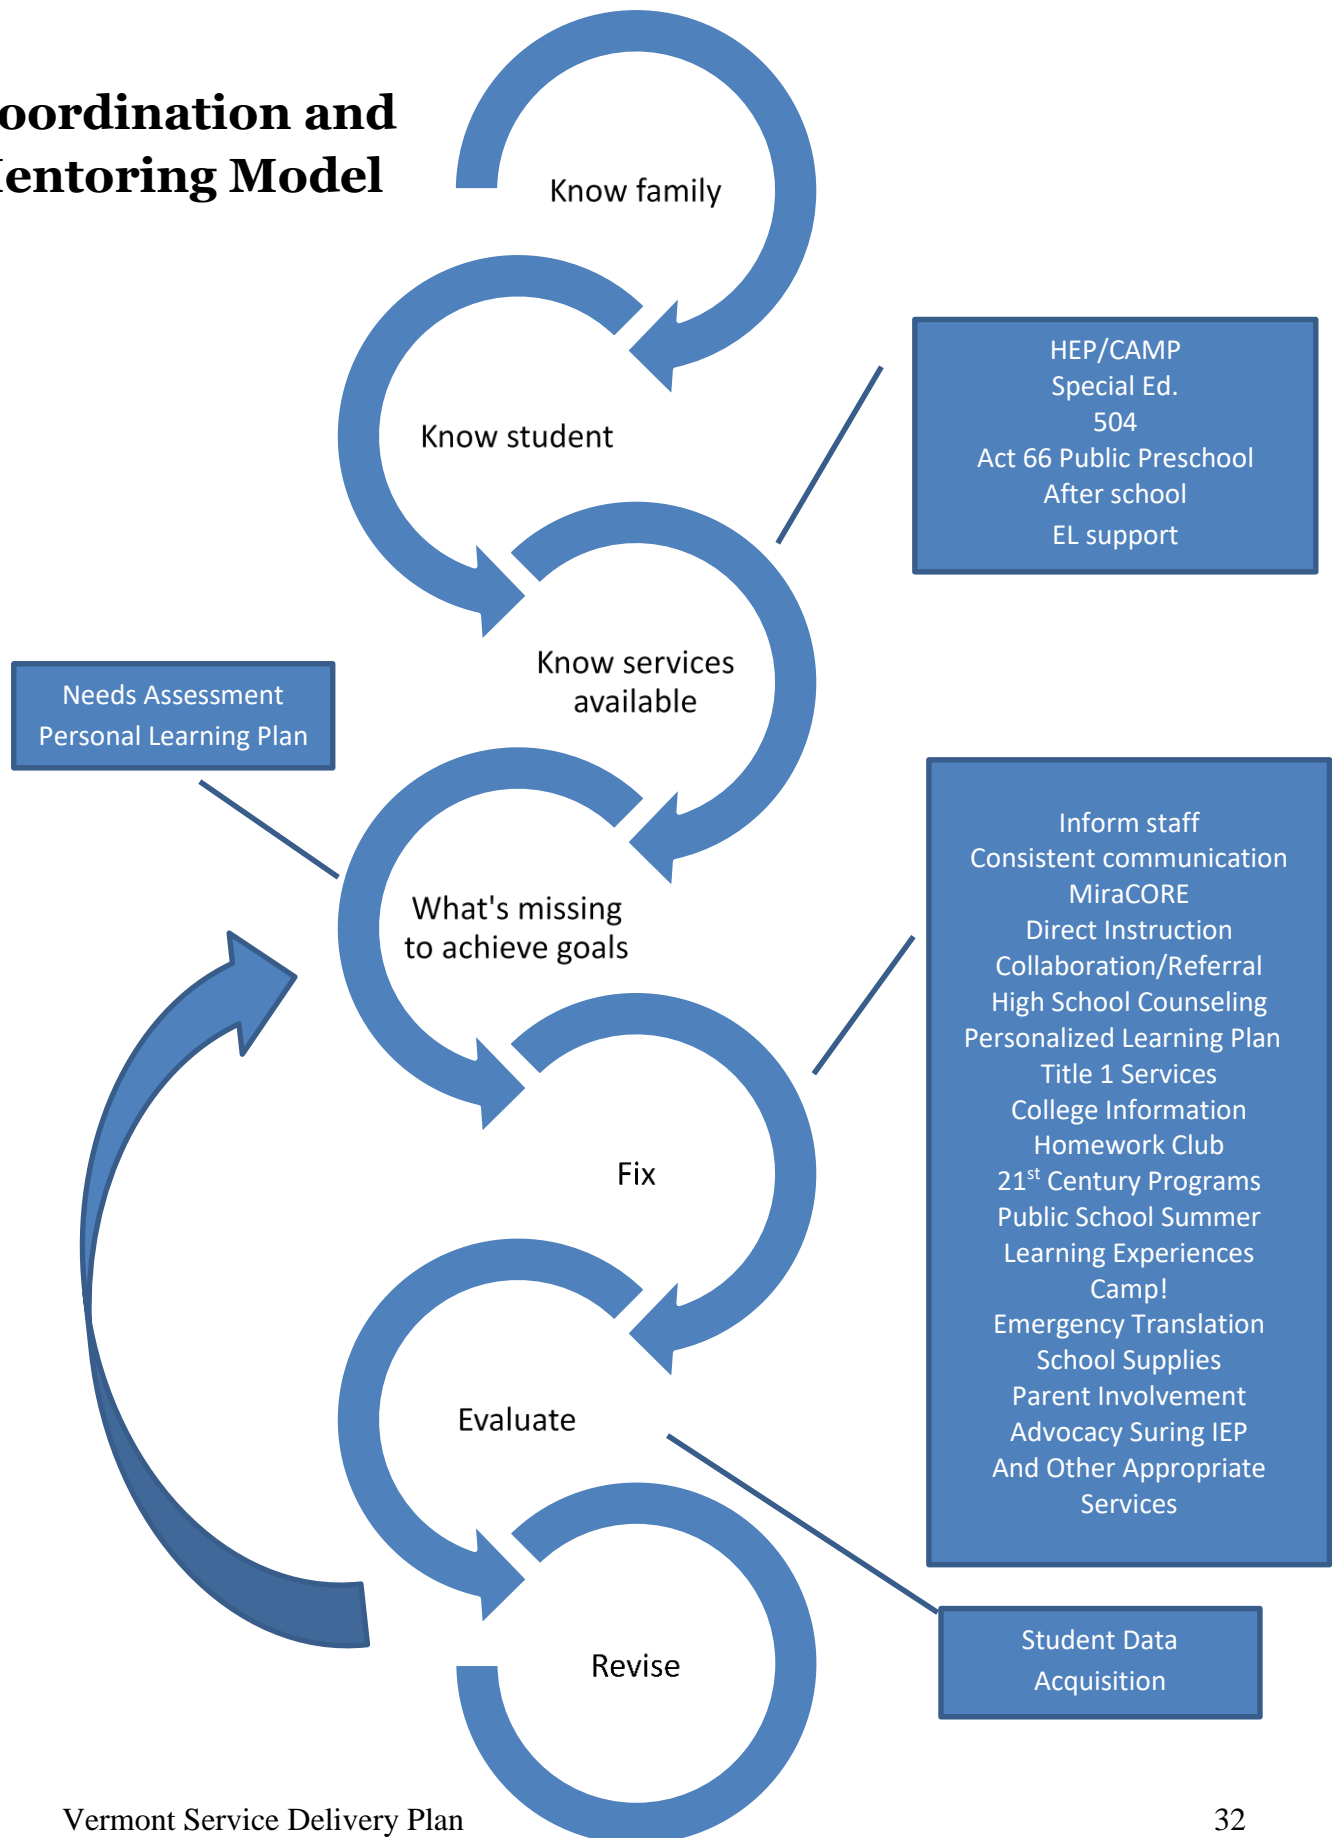 oordination and
entoring Model
Know family
Know student
HEP/CAMP
Special Ed.
504
Act 66 Public Preschool
After school
EL support
Know services
available
Needs Assessment
Personal Learning Plan
What's missing
to achieve goals
Inform staff
Consistent communication
MiraCORE
Direct Instruction
Collaboration/Referral
High School Counseling
Personalized Learning Plan
Title 1 Services
College Information
Homework Club
21st Century Programs
Public School Summer
Learning Experiences
Camp!
Emergency Translation
School Supplies
Parent Involvement
Advocacy Suring IEP
And Other Appropriate
Services
Fix
Evaluate
Student Data
Acquisition
Revise
Vermont Service Delivery Plan 32